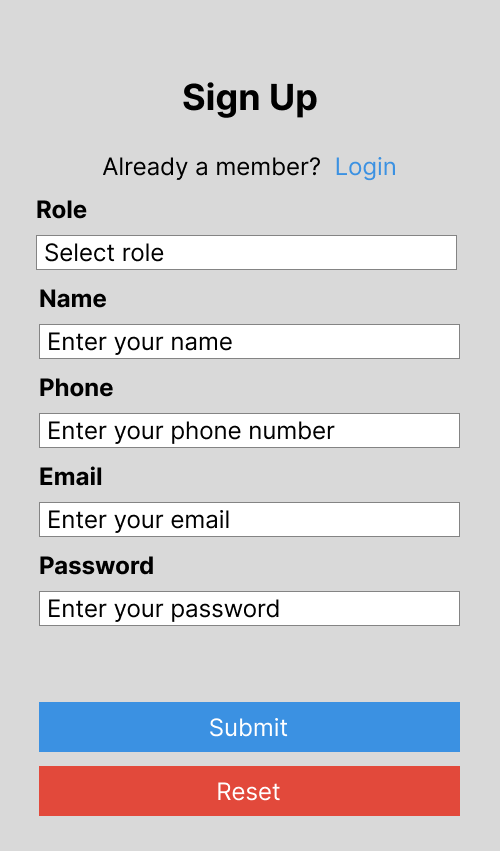 Sign Up
Already a member? Login
Role
Select role
Name
Enter your name
Phone
Enter your phone number
Email
Enter your email
Password
Enter your password
Submit
Reset